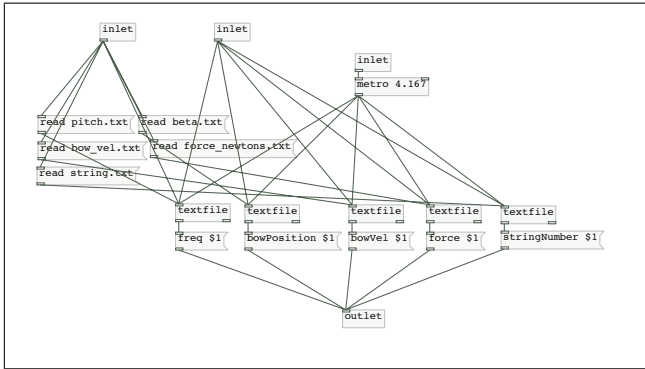 inlet
inlet
inlet
metro 4.167
read pitch.txt
read beta.txt
read bow_vel.txt
read force_newtons.txt
read string.txt
textfile
textfile
textfile
textfile
textfile
freq $1
bowPosition $1
bowVel $1
force $1
stringNumber $1
outlet